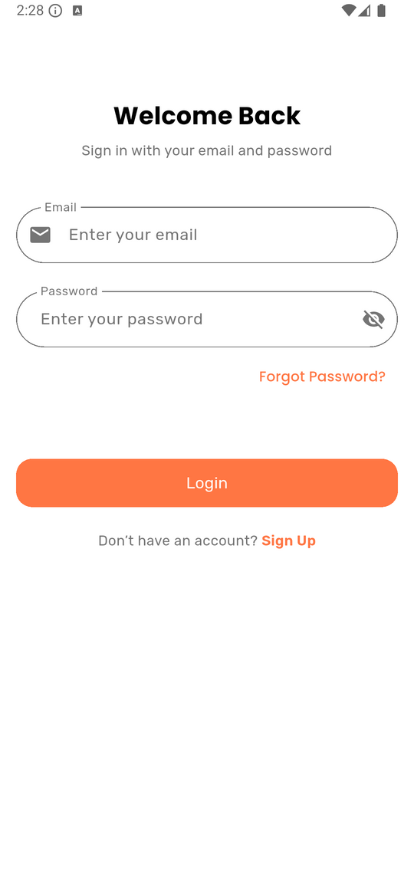 2:28
Welcome Back
Sign in with your email and password
Email
Enter your email
Password
Enter your password
Forgot Password?
Login
Don't have an account? Sign Up